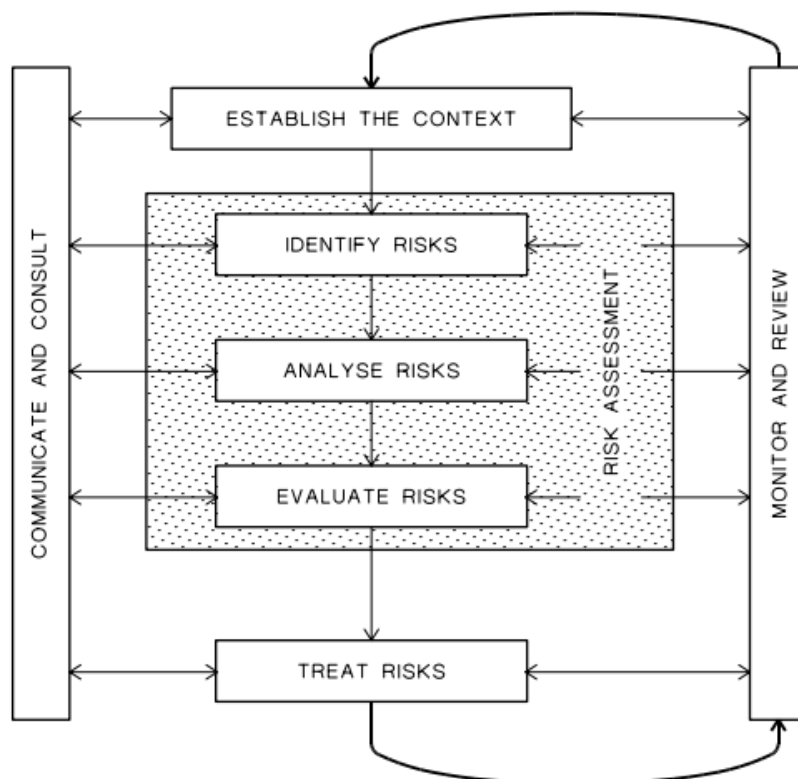 ESTABLISH THE CONTEXT
COMMUNICATE AND CONSULT
IDENTIFY RISKS
ANALYSE RISKS
EVALUATE RISKS
RISK ASSESSMENT
MONITOR AND REVIEW
TREAT RISKS